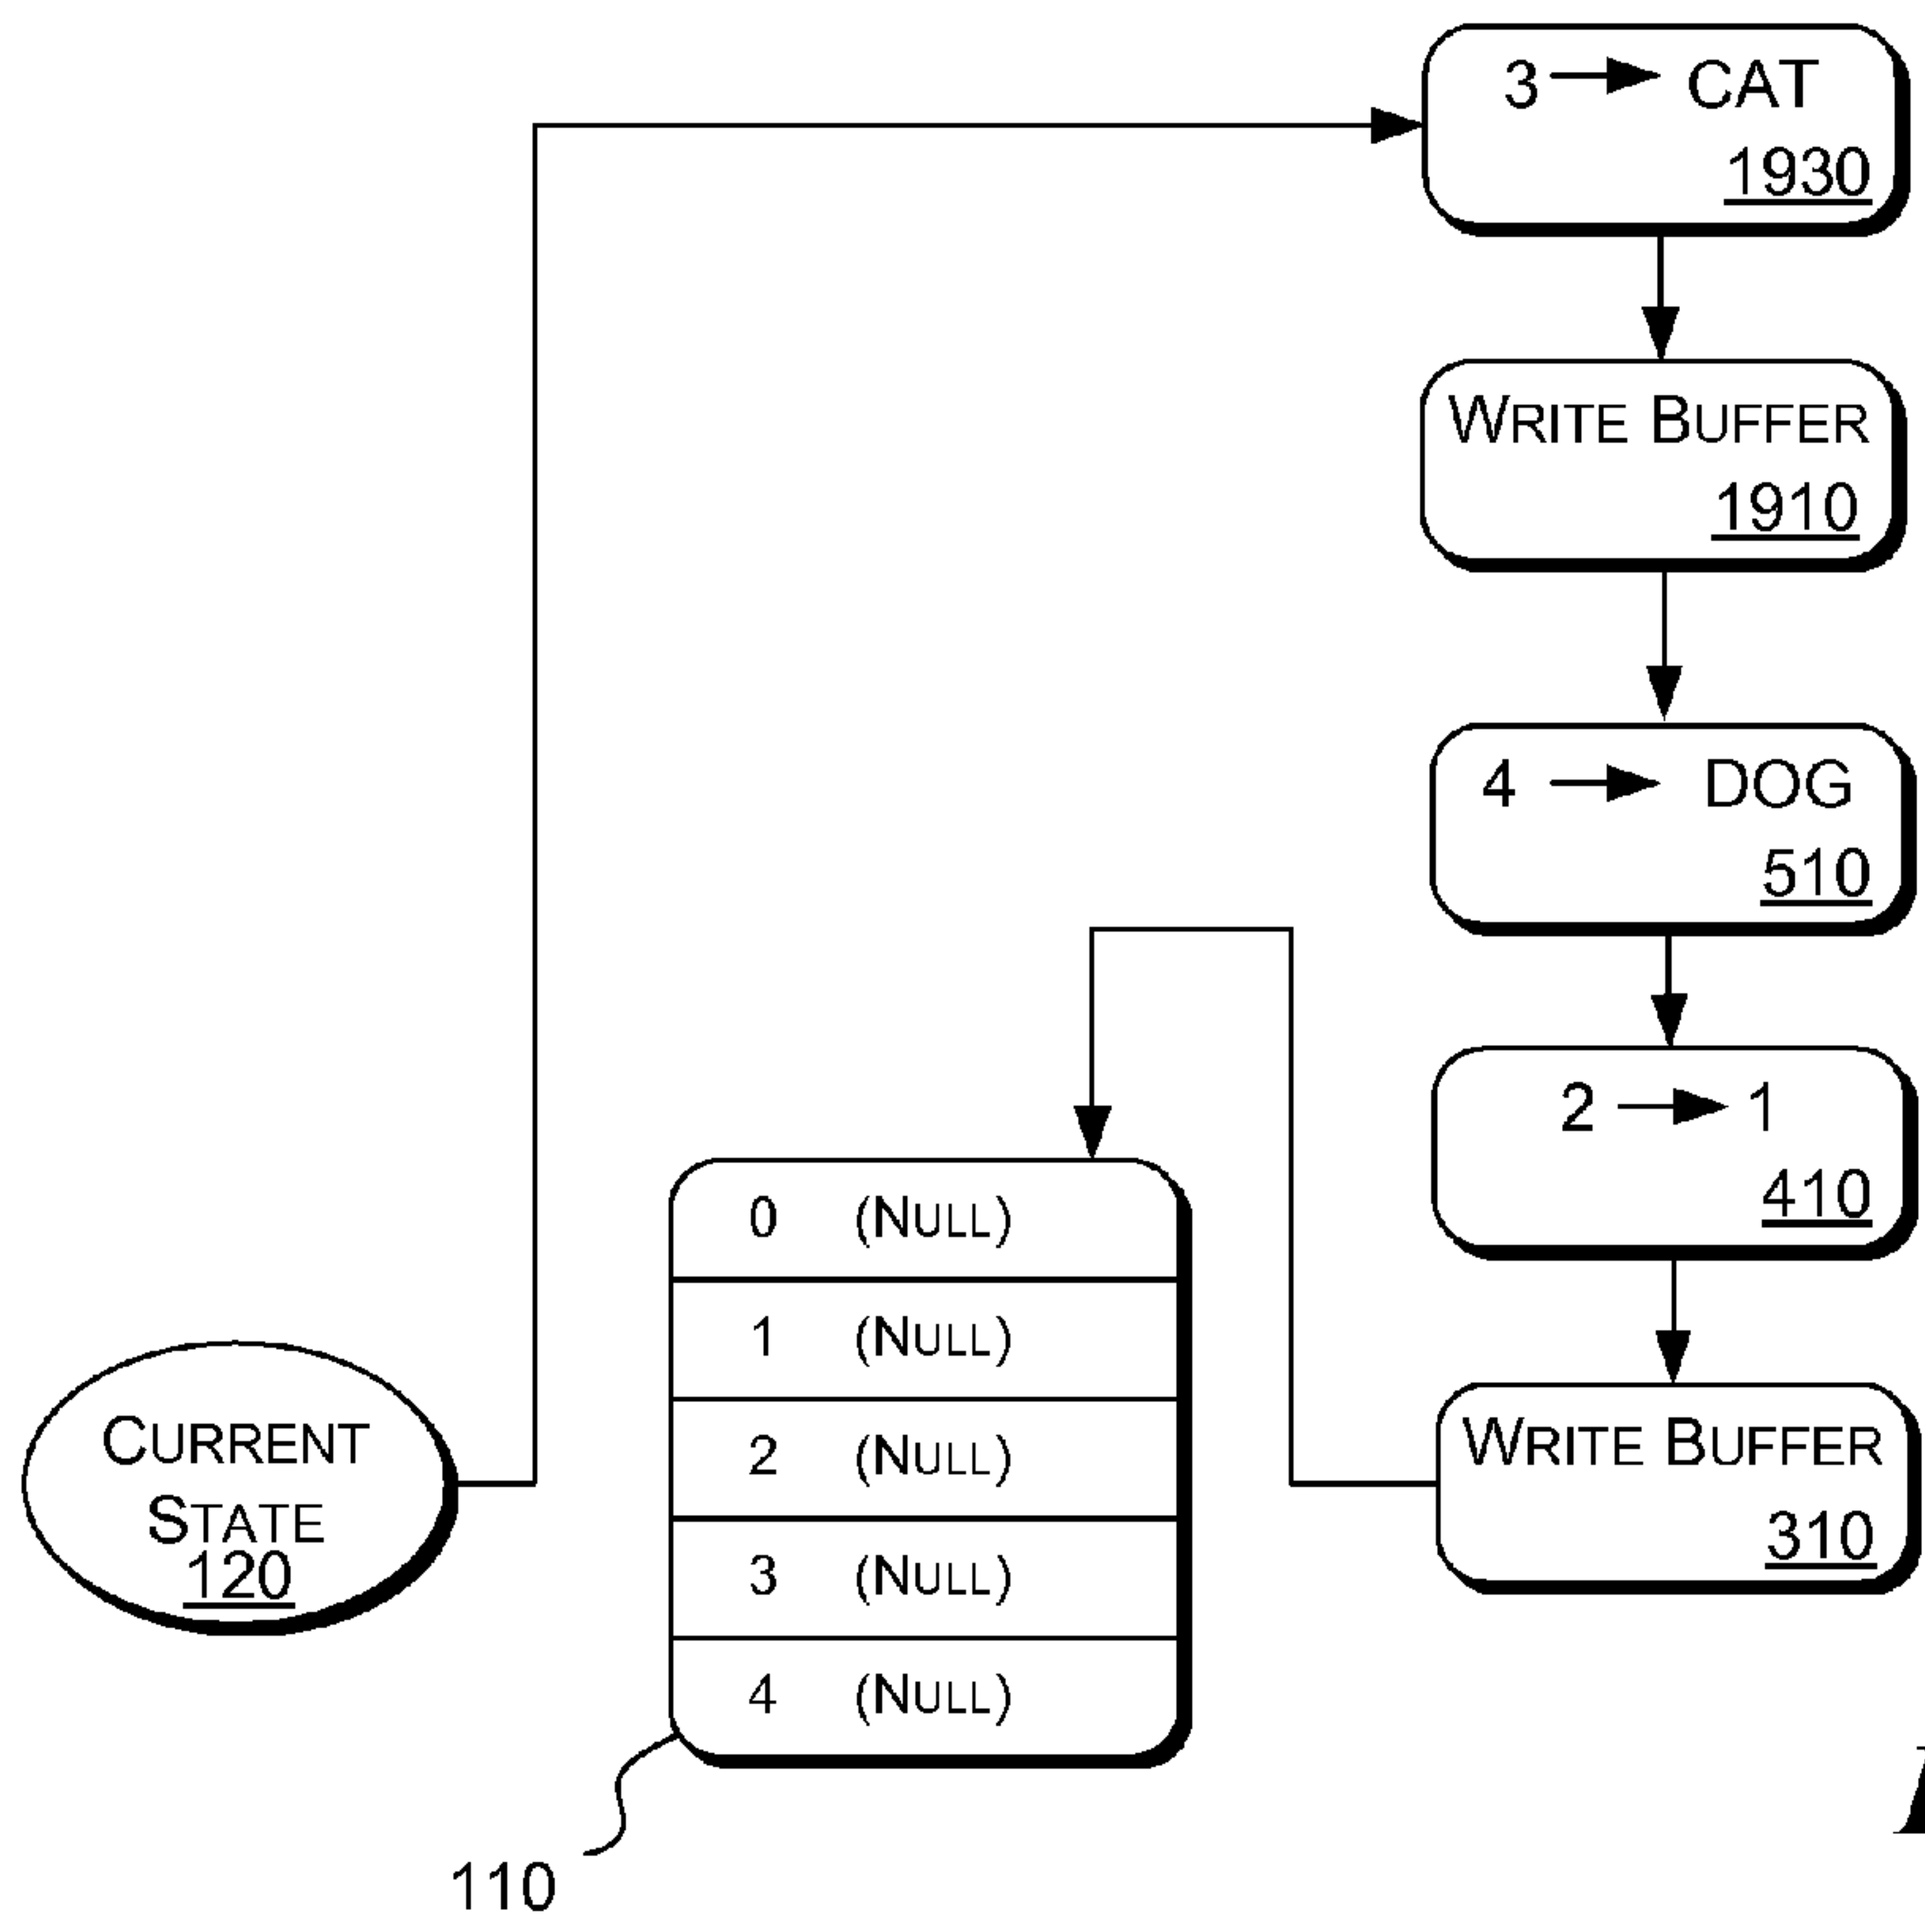 3 → CAT
1930
WRITE BUFFER
1910
4 → DOG
510
2 → 1
410
0 (NULL)
1 (NULL)
2 (NULL)
3 (NULL)
4 (NULL)
CURRENT
STATE
120
WRITE BUFFER
310
110